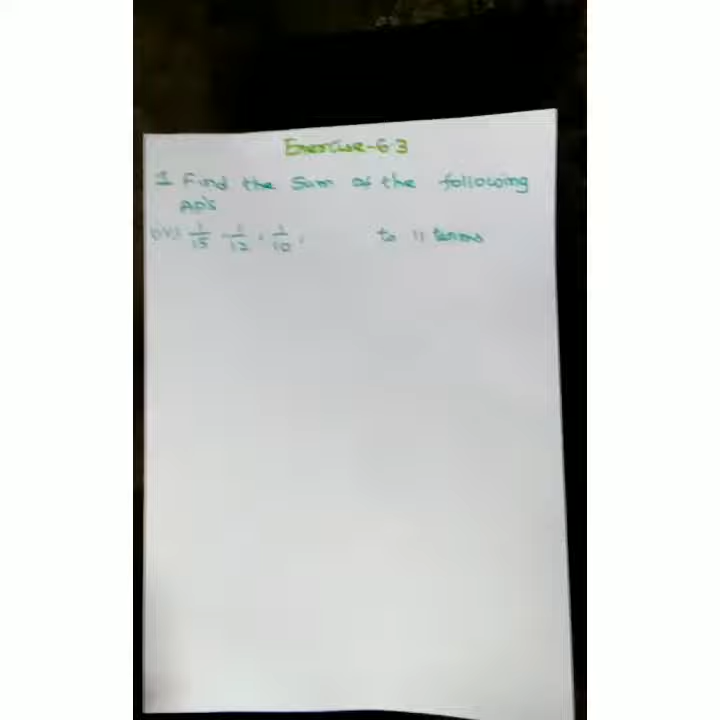 Exercise-6.3
1 Find the Sum of the following
AP's
(iv) 1/15, 1/12, 1/10, to 11 terms